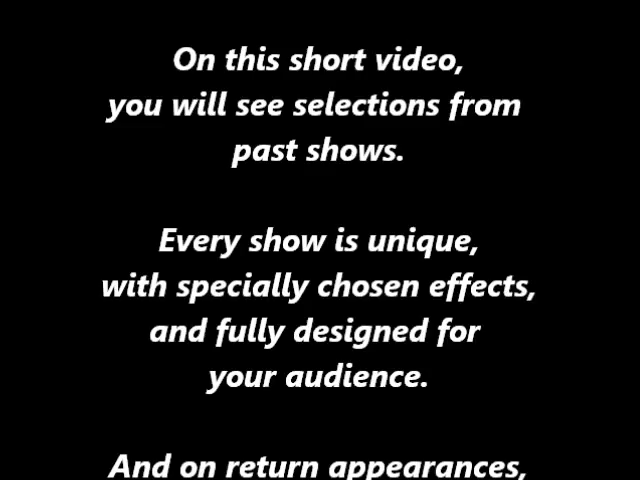 On this short video,
you will see selections from
past shows.
Every show is unique,
with specially chosen effects,
and fully designed for
your audience.
And on return appearances,